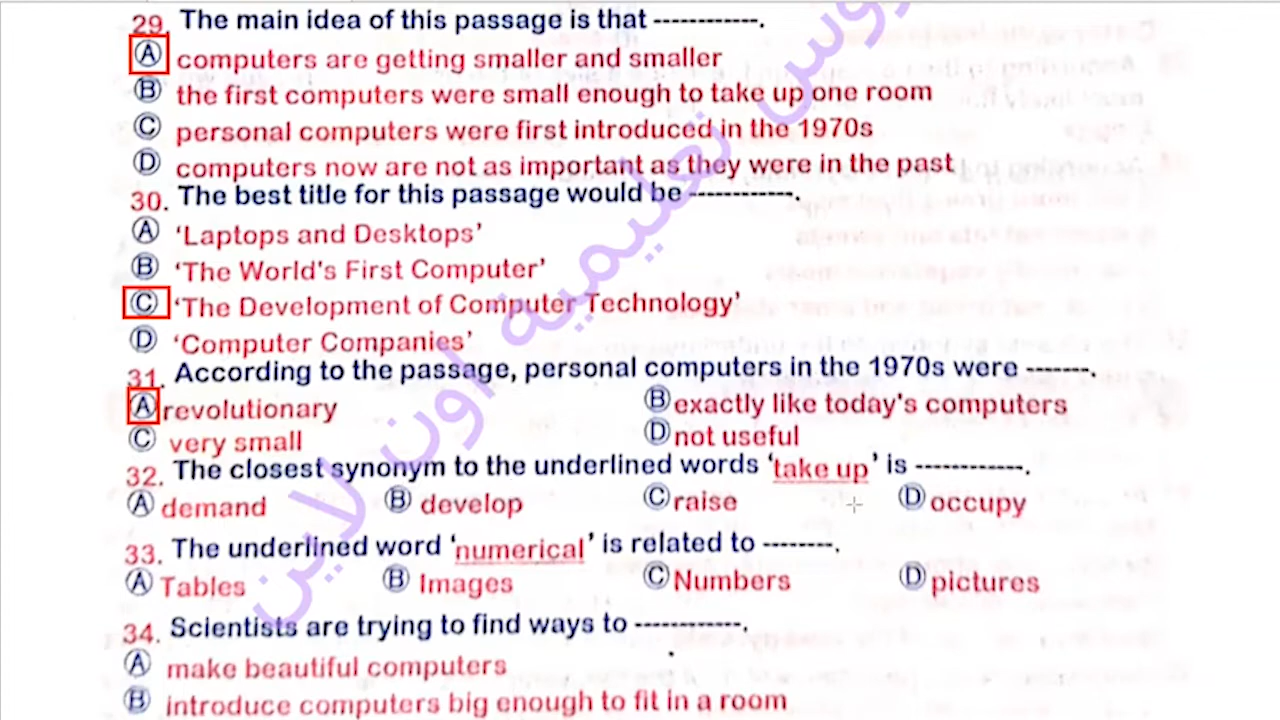 29. The main idea of this passage is that ------------.
Ⓐ computers are getting smaller and smaller
Ⓑ the first computers were small enough to take up one room
Ⓒ personal computers were first introduced in the 1970s
Ⓓ computers now are not as important as they were in the past
30. The best title for this passage would be ------------.
Ⓐ ‘Laptops and Desktops’
Ⓑ ‘The World's First Computer’
Ⓒ ‘The Development of Computer Technology’
Ⓓ ‘Computer Companies’
31. According to the passage, personal computers in the 1970s were -------.
Ⓐ revolutionary Ⓑ exactly like today's computers
Ⓒ very small Ⓓ not useful
32. The closest synonym to the underlined words ‘take up’ is ------------.
Ⓐ demand Ⓑ develop Ⓒ raise Ⓓ occupy
33. The underlined word ‘numerical’ is related to --------.
Ⓐ Tables Ⓑ Images Ⓒ Numbers Ⓓ pictures
34. Scientists are trying to find ways to ------------.
Ⓐ make beautiful computers
Ⓑ introduce computers big enough to fit in a room
تعليمية اون لاين